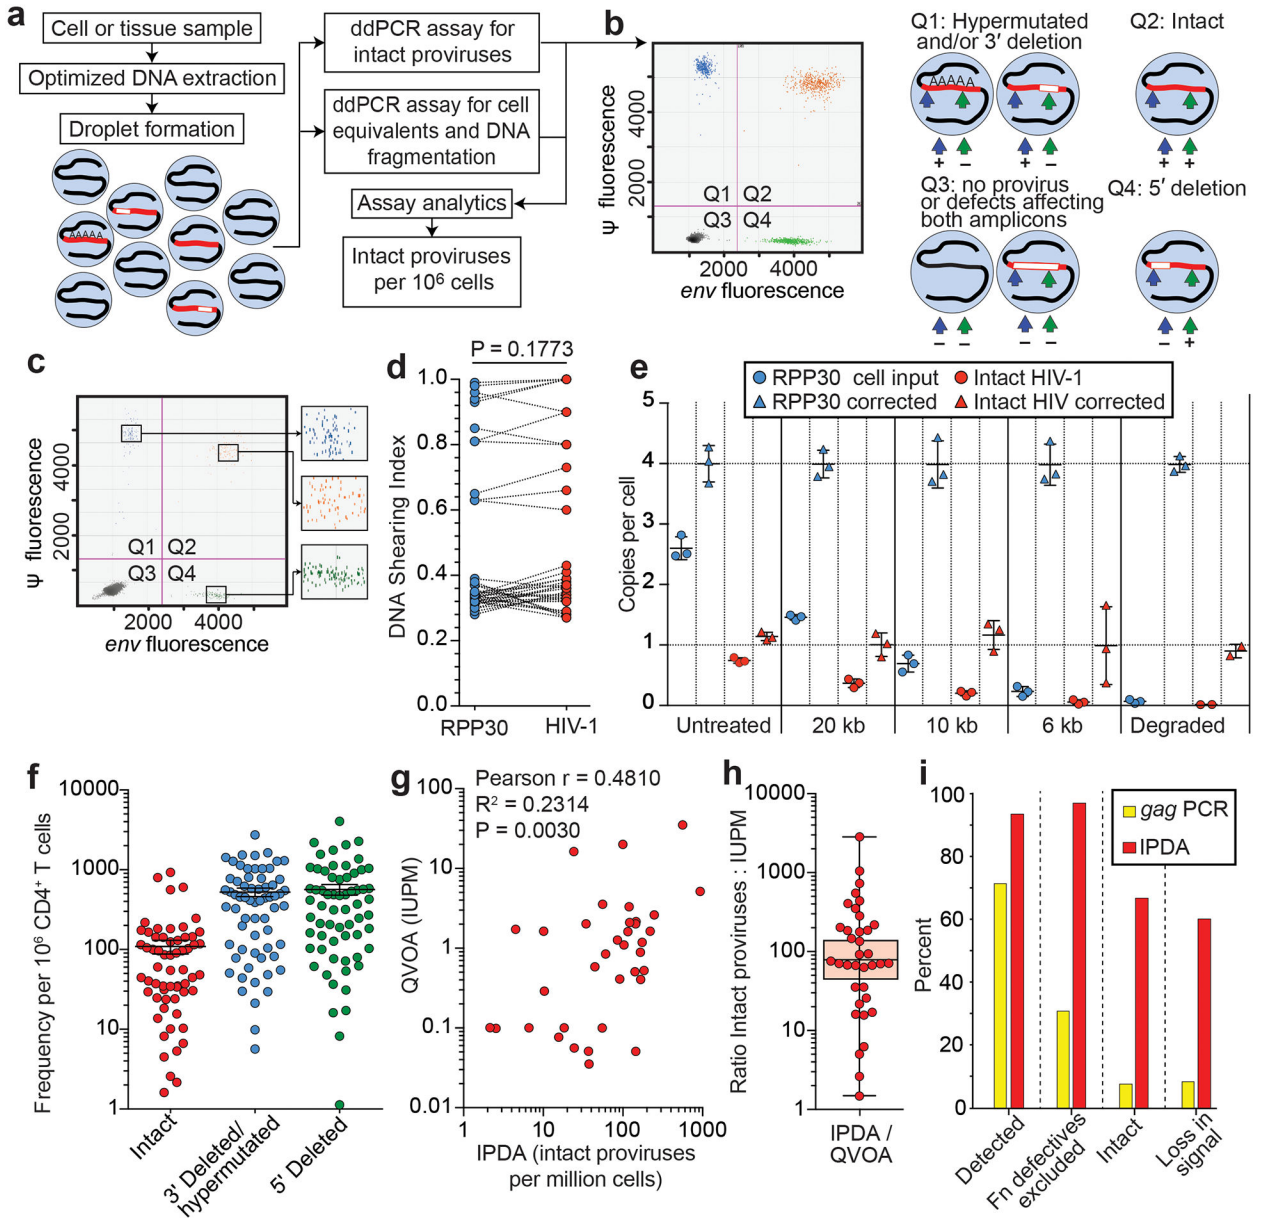 a
Cell or tissue sample
Optimized DNA extraction
Droplet formation
AAAAA
AAAAA
ddPCR assay for
intact proviruses
ddPCR assay for cell
equivalents and DNA
fragmentation
Assay analytics
Intact proviruses
per 10⁶ cells
b
Ψ fluorescence
4000
2000
Q1 Q2
Q3 Q4
2000 4000
env fluorescence
Q1: Hypermutated
and/or 3′ deletion
Q2: Intact
AAAAA
+ − + − + +
Q3: no provirus
or defects affecting
both amplicons
Q4: 5′ deletion
− − − − − +
c
Ψ fluorescence
4000
2000
Q1 Q2
Q3 Q4
2000 4000
env fluorescence
d
P = 0.1773
DNA Shearing Index
1.0
0.8
0.6
0.4
0.2
0.0
RPP30 HIV-1
e
RPP30 cell input
Intact HIV-1
RPP30 corrected
Intact HIV corrected
Copies per cell
5
4
3
2
1
0
Untreated 20 kb 10 kb 6 kb Degraded
f
Frequency per 10⁶ CD4⁺ T cells
10000
1000
100
10
1
Intact
3′ Deleted/
hypermutated
5′ Deleted
g
Pearson r = 0.4810
R² = 0.2314
P = 0.0030
QVOA (IUPM)
100
10
1
0.1
0.01
1 10 100 1000
IPDA (intact proviruses
per million cells)
h
Ratio Intact proviruses : IUPM
10000
1000
100
10
1
IPDA /
QVOA
i
gag PCR
IPDA
Percent
100
80
60
40
20
0
Detected
Fn defectives
excluded
Intact
Loss in
signal